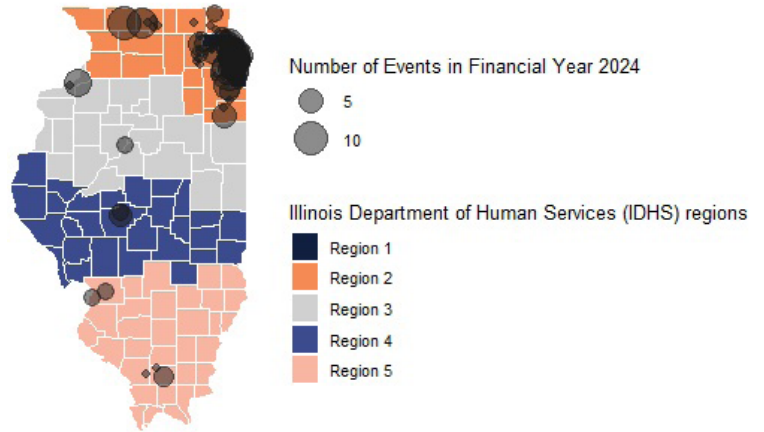 Number of Events in Financial Year 2024
5
10
Illinois Department of Human Services (IDHS) regions
Region 1
Region 2
Region 3
Region 4
Region 5